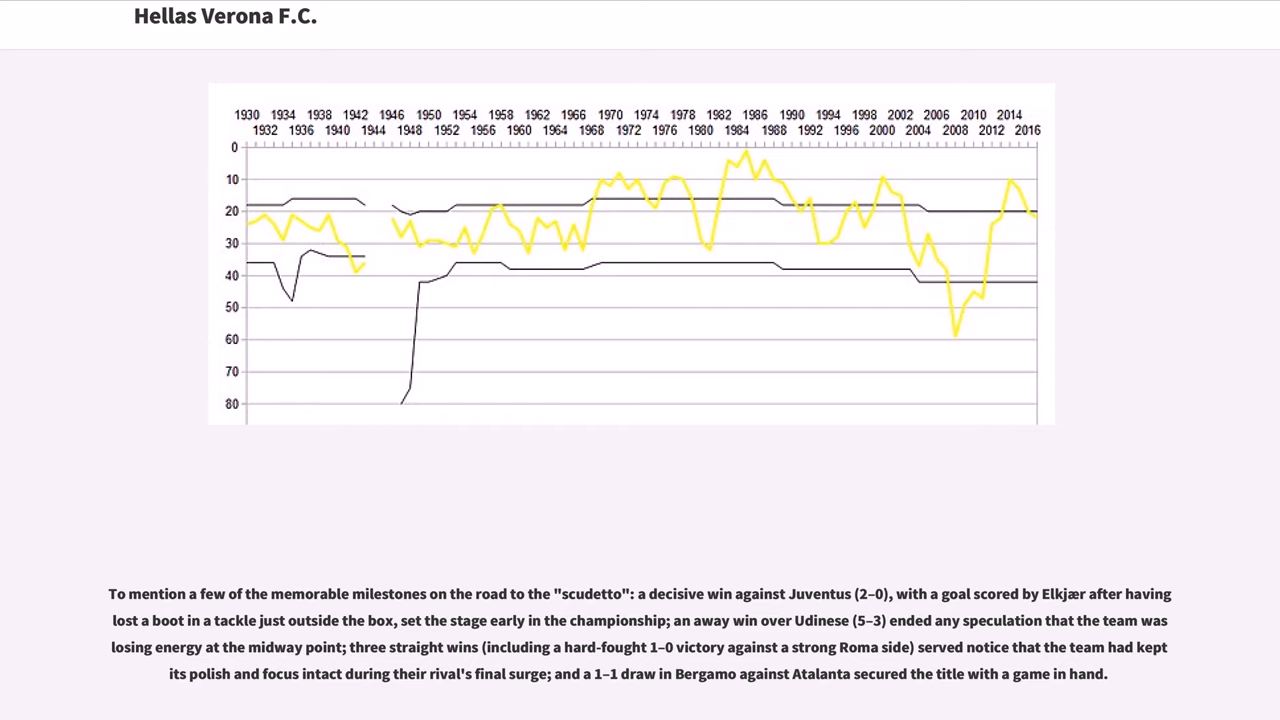 Hellas Verona F.C.
1930 1934 1938 1942 1946 1950 1954 1958 1962 1966 1970 1974 1978 1982 1986 1990 1994 1998 2002 2006 2010 2014
1932 1936 1940 1944 1948 1952 1956 1960 1964 1968 1972 1976 1980 1984 1988 1992 1996 2000 2004 2008 2012 2016
0
10
20
30
40
50
60
70
80
To mention a few of the memorable milestones on the road to the "scudetto": a decisive win against Juventus (2–0), with a goal scored by Elkjær after having
lost a boot in a tackle just outside the box, set the stage early in the championship; an away win over Udinese (5–3) ended any speculation that the team was
losing energy at the midway point; three straight wins (including a hard-fought 1–0 victory against a strong Roma side) served notice that the team had kept
its polish and focus intact during their rival's final surge; and a 1–1 draw in Bergamo against Atalanta secured the title with a game in hand.